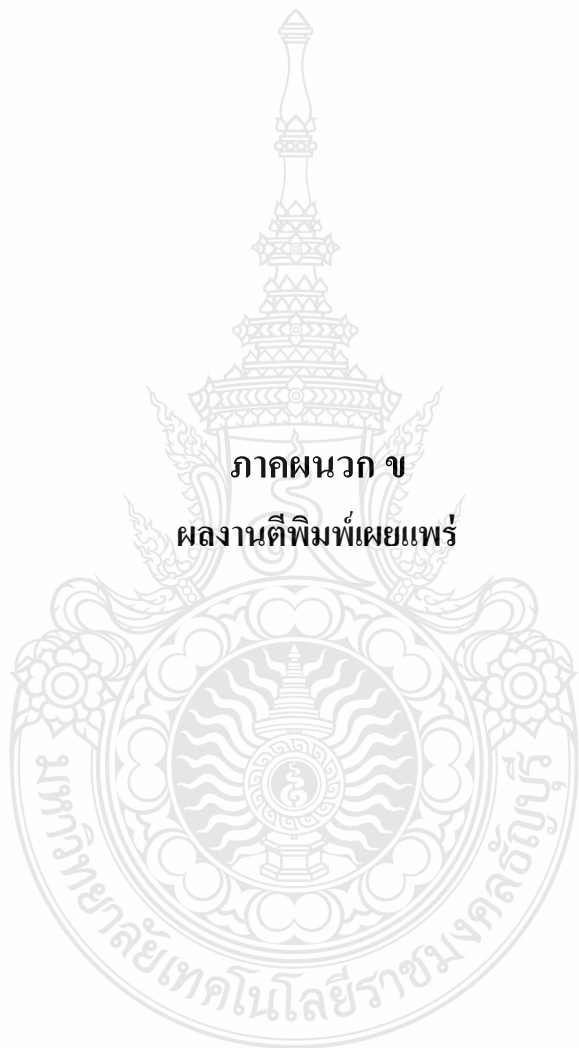 ภาคผนวก ข
ผลงานตีพิมพ์เผยแพร่
มหาวิทยาลัยเทคโนโลยีราชมงคลธัญบุรี